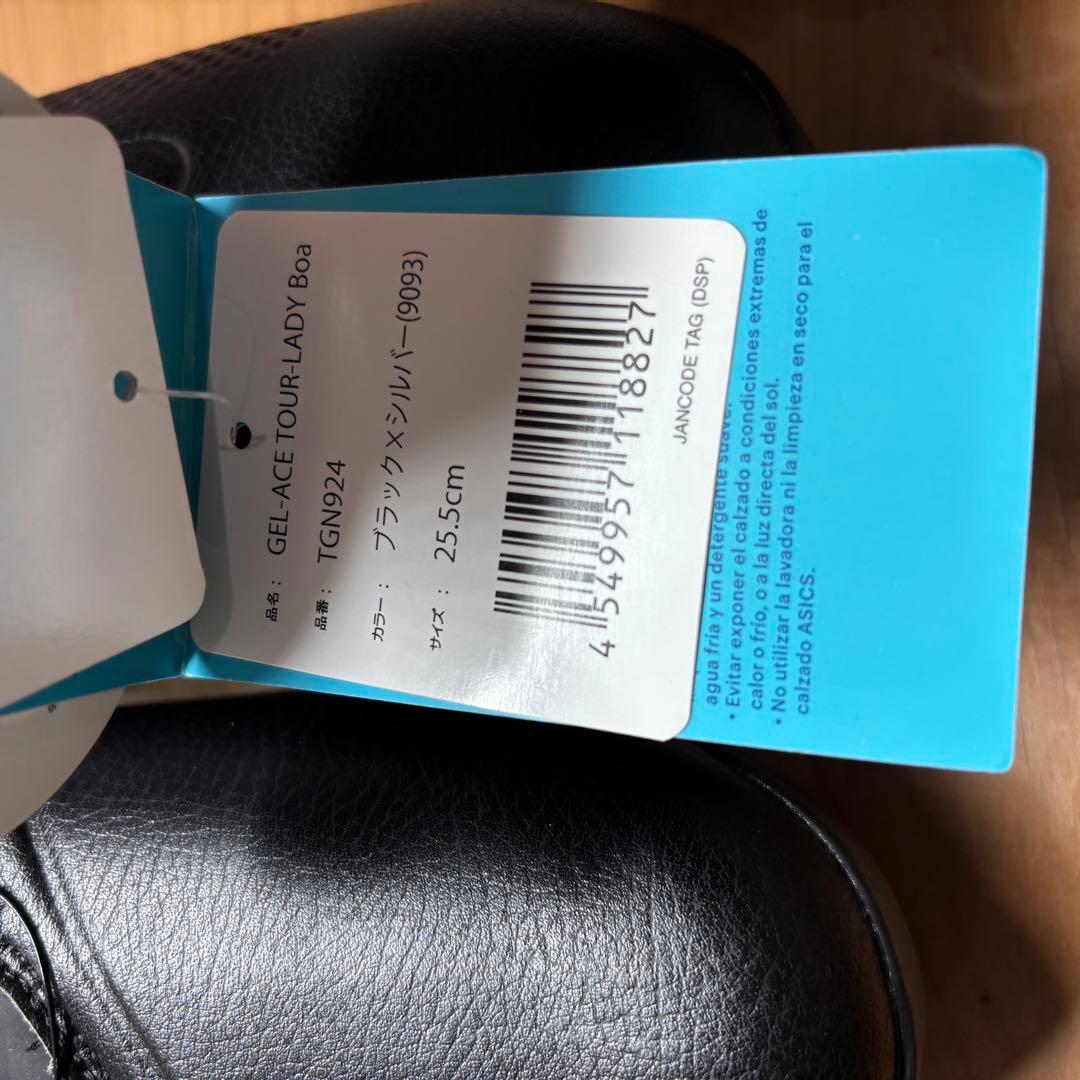 品名： GEL-ACE TOUR-LADY Boa
品番： TGN924
カラー： ブラック×シルバー(9093)
サイズ ： 25.5cm
4549957118827
JANCODE TAG (DSP)
agua fría y un detergente suave.
• Evitar exponer el calzado a condiciones extremas de
calor o frío, o a la luz directa del sol.
• No utilizar la lavadora ni la limpieza en seco para el
calzado ASICS.